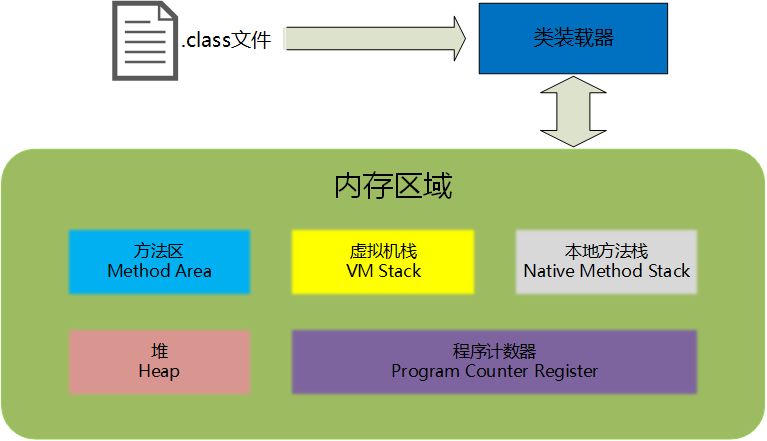 .class文件
类装载器
内存区域
方法区
Method Area
虚拟机栈
VM Stack
本地方法栈
Native Method Stack
堆
Heap
程序计数器
Program Counter Register